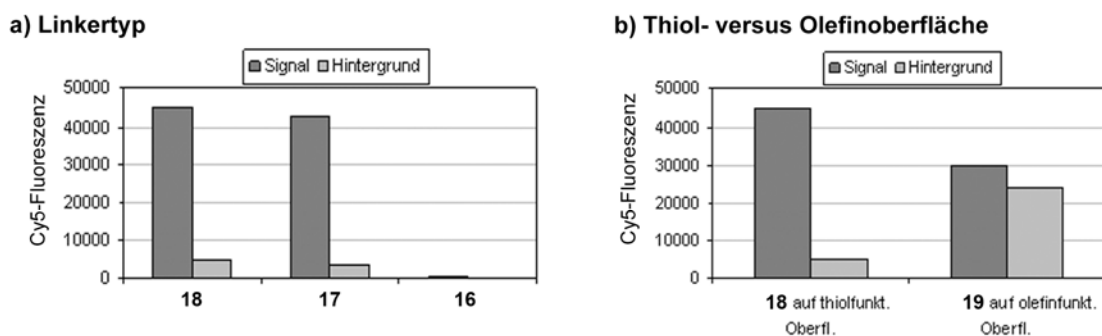 a) Linkertyp
Signal Hintergrund
Cy5-Fluoreszenz
50000
40000
30000
20000
10000
0
18 17 16
b) Thiol- versus Olefinoberfläche
Signal Hintergrund
Cy5-Fluoreszenz
50000
40000
30000
20000
10000
0
18 auf thiolfunkt. 19 auf olefinfunkt.
Oberfl. Oberfl.